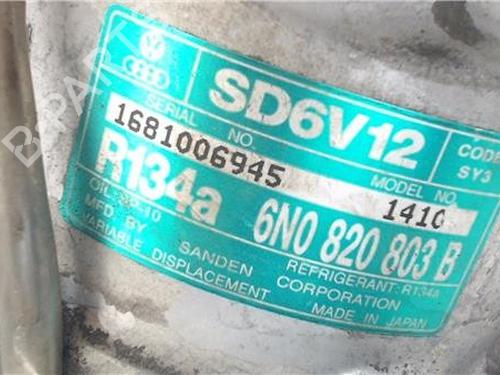 SD6V12
CODE
SY3
SERIAL NO.
1681006945
MODEL NO.
1410
R134a
6N0 820 803 B
MFD. BY SANDEN CORPORATION
VARIABLE DISPLACEMENT
REFRIGERANT: R134A
MADE IN JAPAN